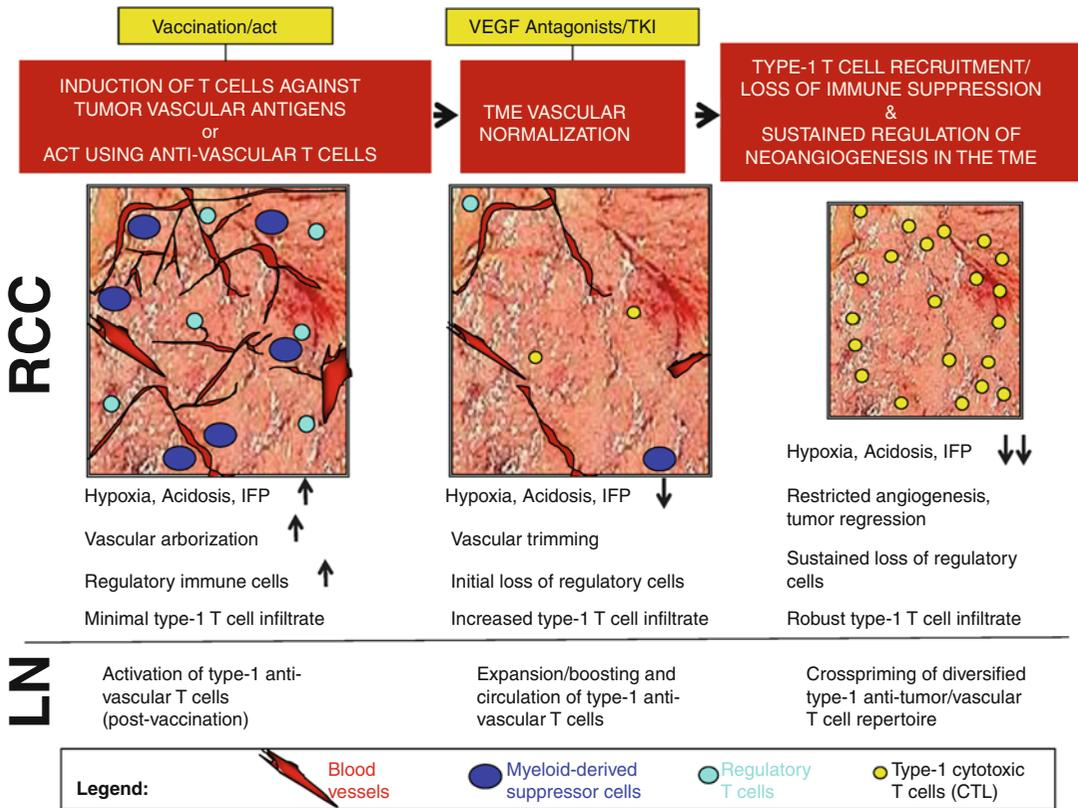 Vaccination/act
VEGF Antagonists/TKI
INDUCTION OF T CELLS AGAINST
TUMOR VASCULAR ANTIGENS
or
ACT USING ANTI-VASCULAR T CELLS
TME VASCULAR
NORMALIZATION
TYPE-1 T CELL RECRUITMENT/
LOSS OF IMMUNE SUPPRESSION
&
SUSTAINED REGULATION OF
NEOANGIOGENESIS IN THE TME
RCC
Hypoxia, Acidosis, IFP
Vascular arborization
Regulatory immune cells
Minimal type-1 T cell infiltrate
Hypoxia, Acidosis, IFP
Vascular trimming
Initial loss of regulatory cells
Increased type-1 T cell infiltrate
Hypoxia, Acidosis, IFP
Restricted angiogenesis,
tumor regression
Sustained loss of regulatory
cells
Robust type-1 T cell infiltrate
LN
Activation of type-1 anti-
vascular T cells
(post-vaccination)
Expansion/boosting and
circulation of type-1 anti-
vascular T cells
Crosspriming of diversified
type-1 anti-tumor/vascular
T cell repertoire
Legend:
Blood
vessels
Myeloid-derived
suppressor cells
Regulatory
T cells
Type-1 cytotoxic
T cells (CTL)